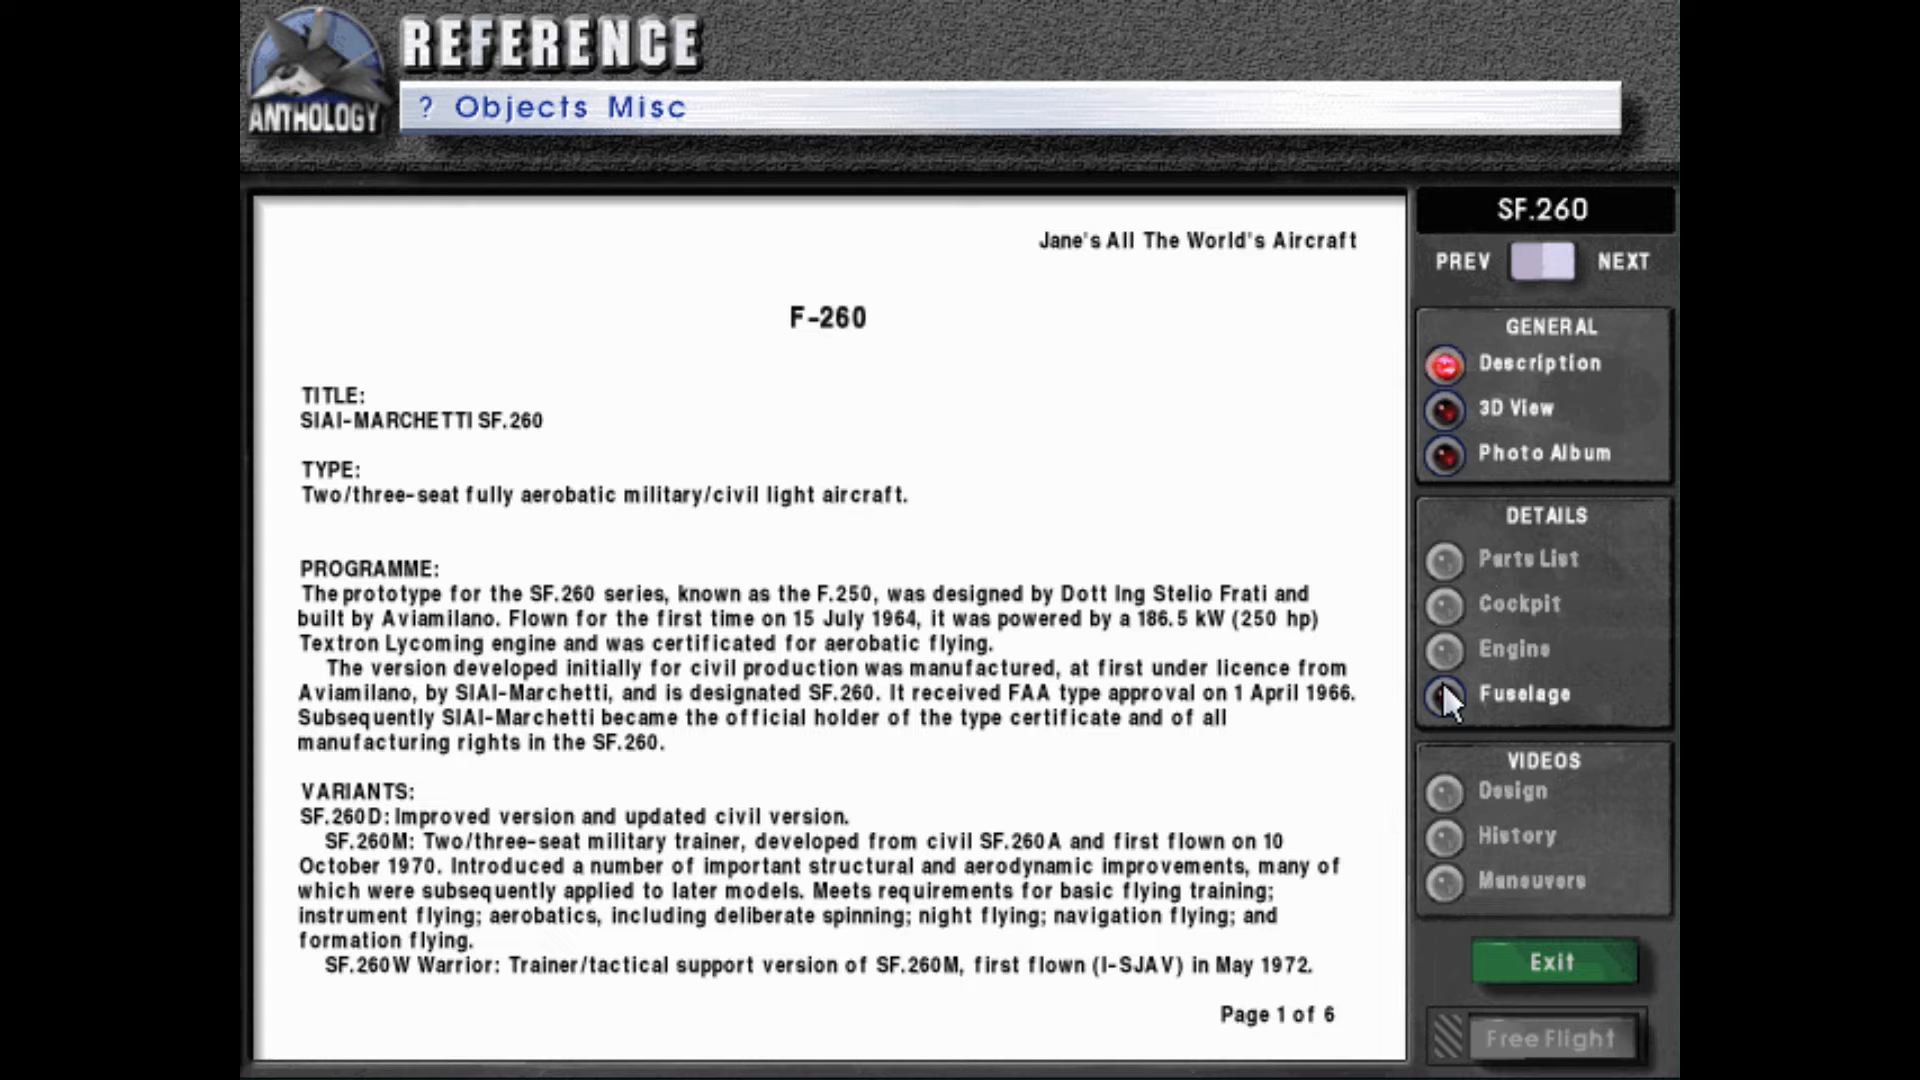 REFERENCE
ANTHOLOGY
? Objects Misc
Jane's All The World's Aircraft
F-260
TITLE:
SIAI-MARCHETTI SF.260
TYPE:
Two/three-seat fully aerobatic military/civil light aircraft.
PROGRAMME:
The prototype for the SF.260 series, known as the F.250, was designed by Dott Ing Stelio Frati and
built by Aviamilano. Flown for the first time on 15 July 1964, it was powered by a 186.5 kW (250 hp)
Textron Lycoming engine and was certificated for aerobatic flying.
The version developed initially for civil production was manufactured, at first under licence from
Aviamilano, by SIAI-Marchetti, and is designated SF.260. It received FAA type approval on 1 April 1966.
Subsequently SIAI-Marchetti became the official holder of the type certificate and of all
manufacturing rights in the SF.260.
VARIANTS:
SF.260D: Improved version and updated civil version.
SF.260M: Two/three-seat military trainer, developed from civil SF.260A and first flown on 10
October 1970. Introduced a number of important structural and aerodynamic improvements, many of
which were subsequently applied to later models. Meets requirements for basic flying training;
instrument flying; aerobatics, including deliberate spinning; night flying; navigation flying; and
formation flying.
SF.260W Warrior: Trainer/tactical support version of SF.260M, first flown (I-SJAV) in May 1972.
Page 1 of 6
SF.260
PREV NEXT
GENERAL
Description
3D View
Photo Album
DETAILS
Parts List
Cockpit
Engine
Fuselage
VIDEOS
Design
History
Maneuvers
Exit
Free Flight